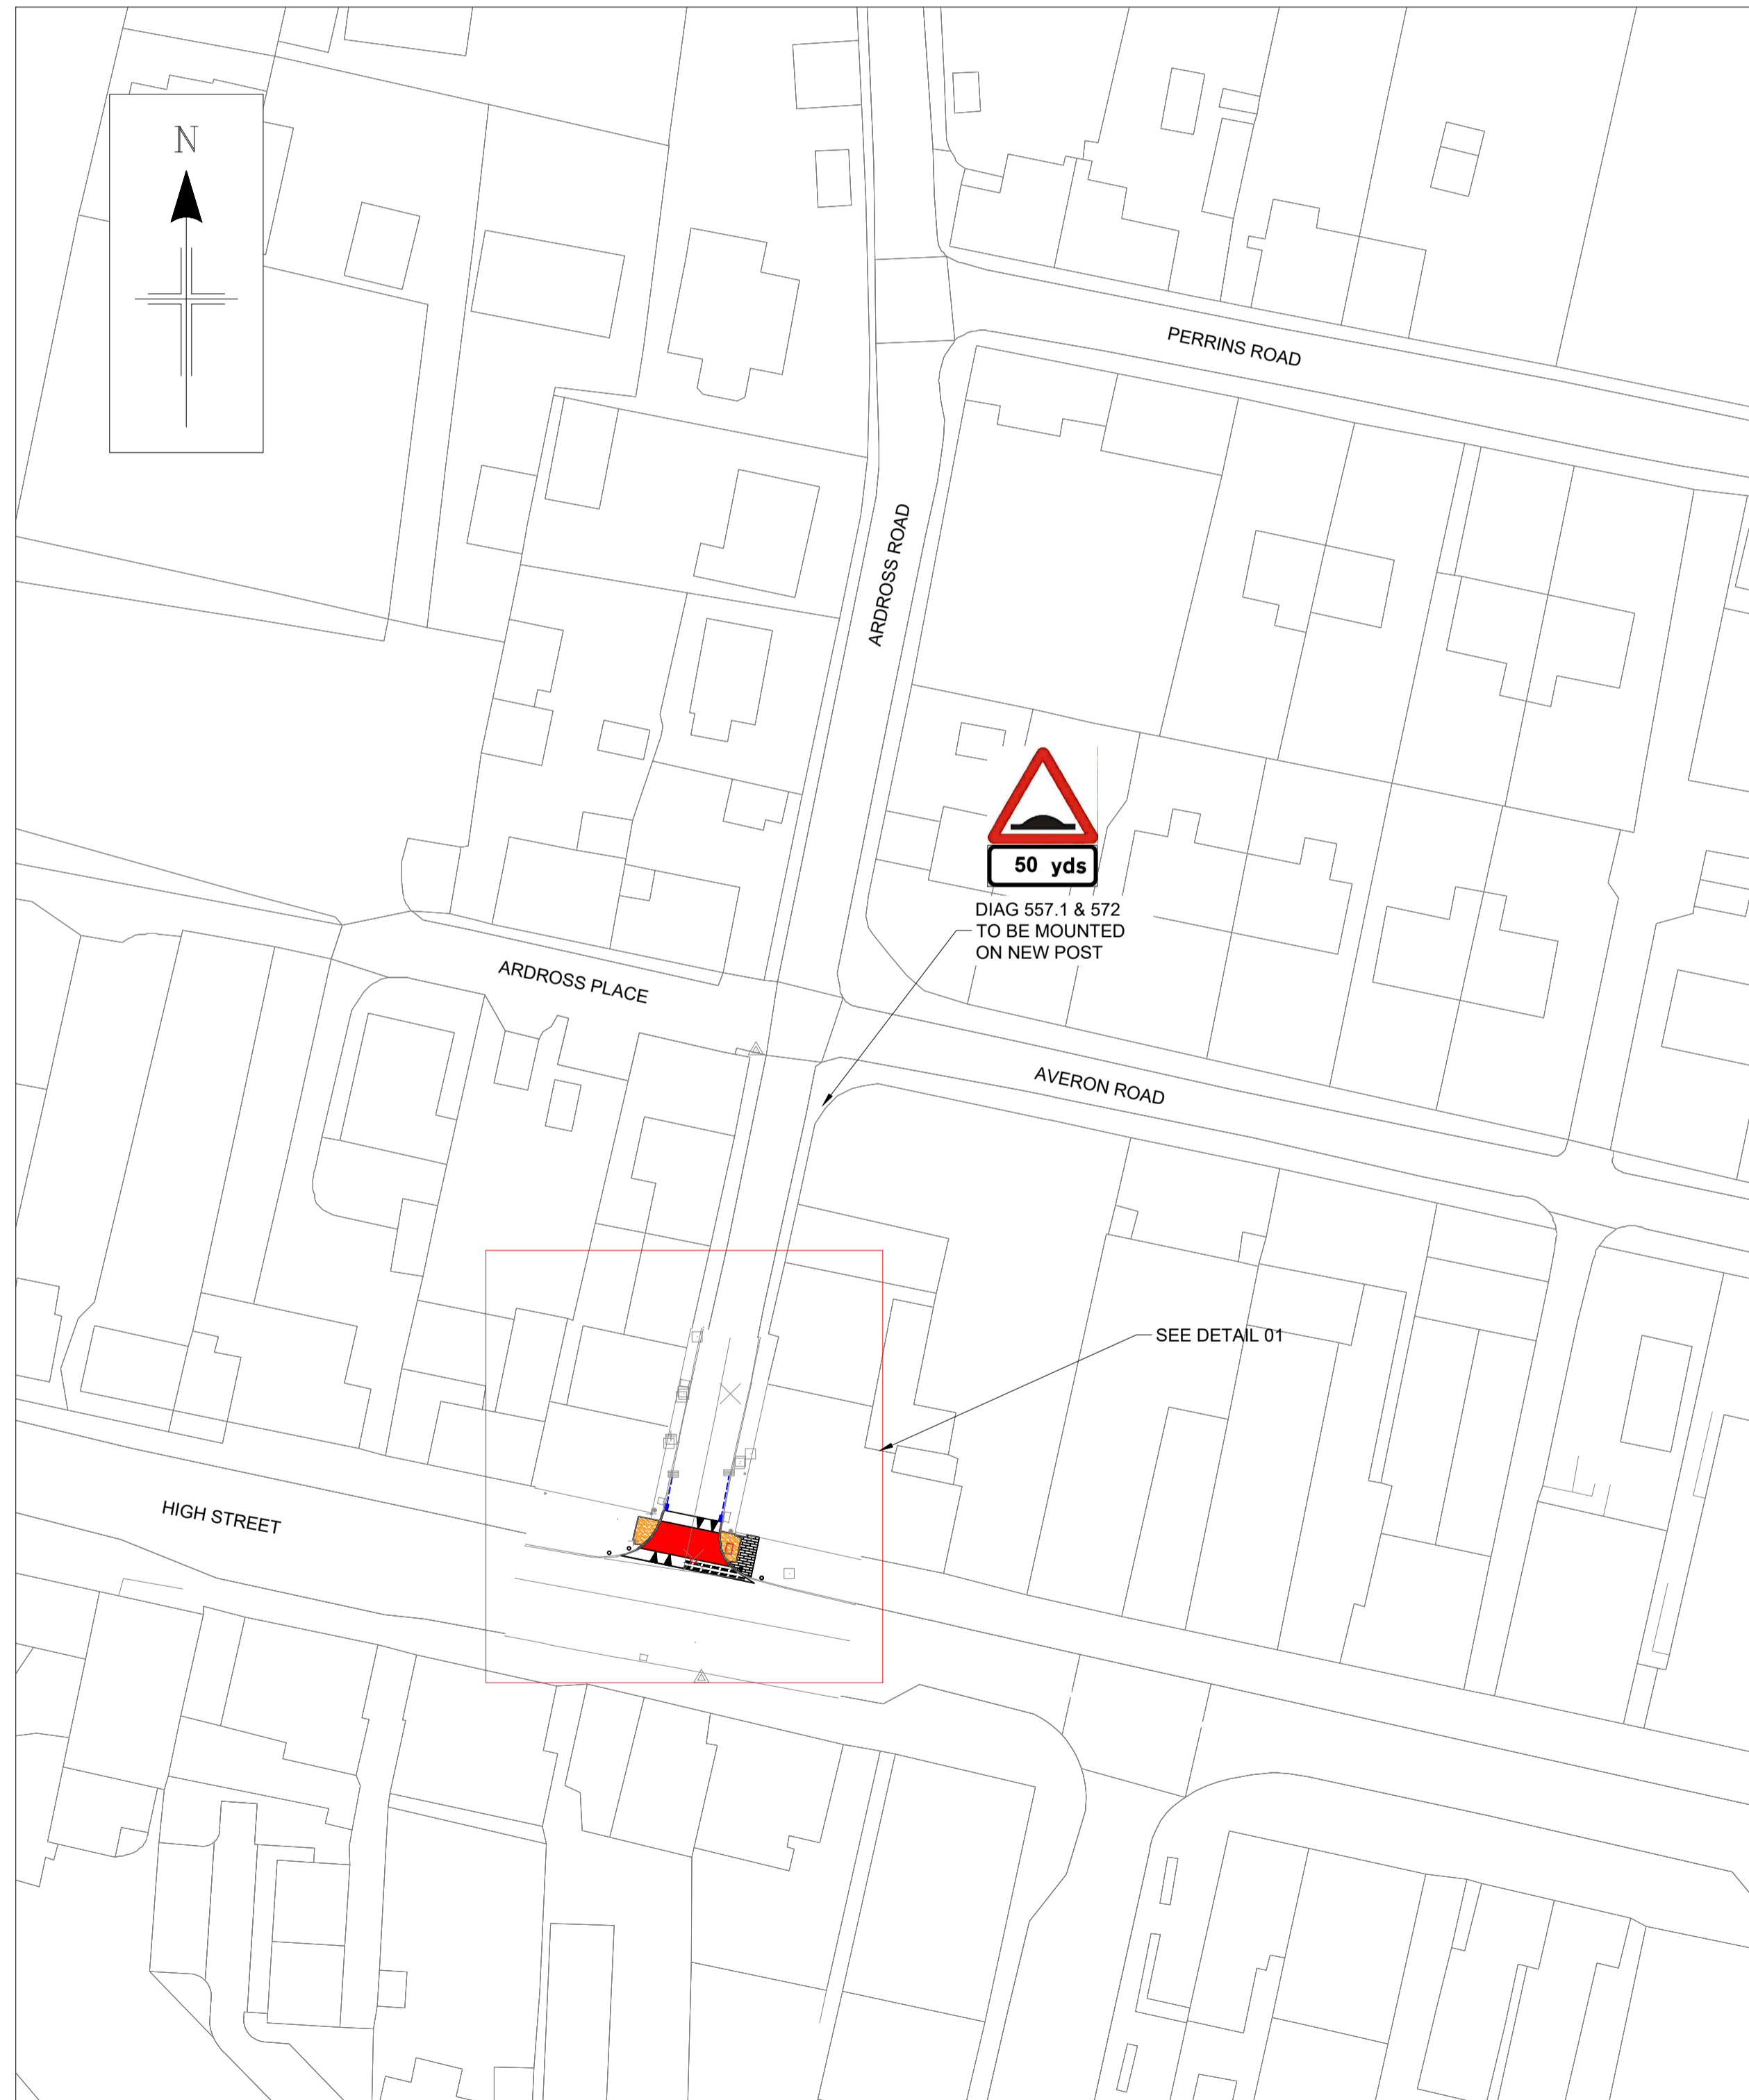 N
PERRINS ROAD
ARDROSS ROAD
50 yds
DIAG 557.1 & 572
TO BE MOUNTED
ON NEW POST
ARDROSS PLACE
AVERON ROAD
SEE DETAIL 01
HIGH STREET